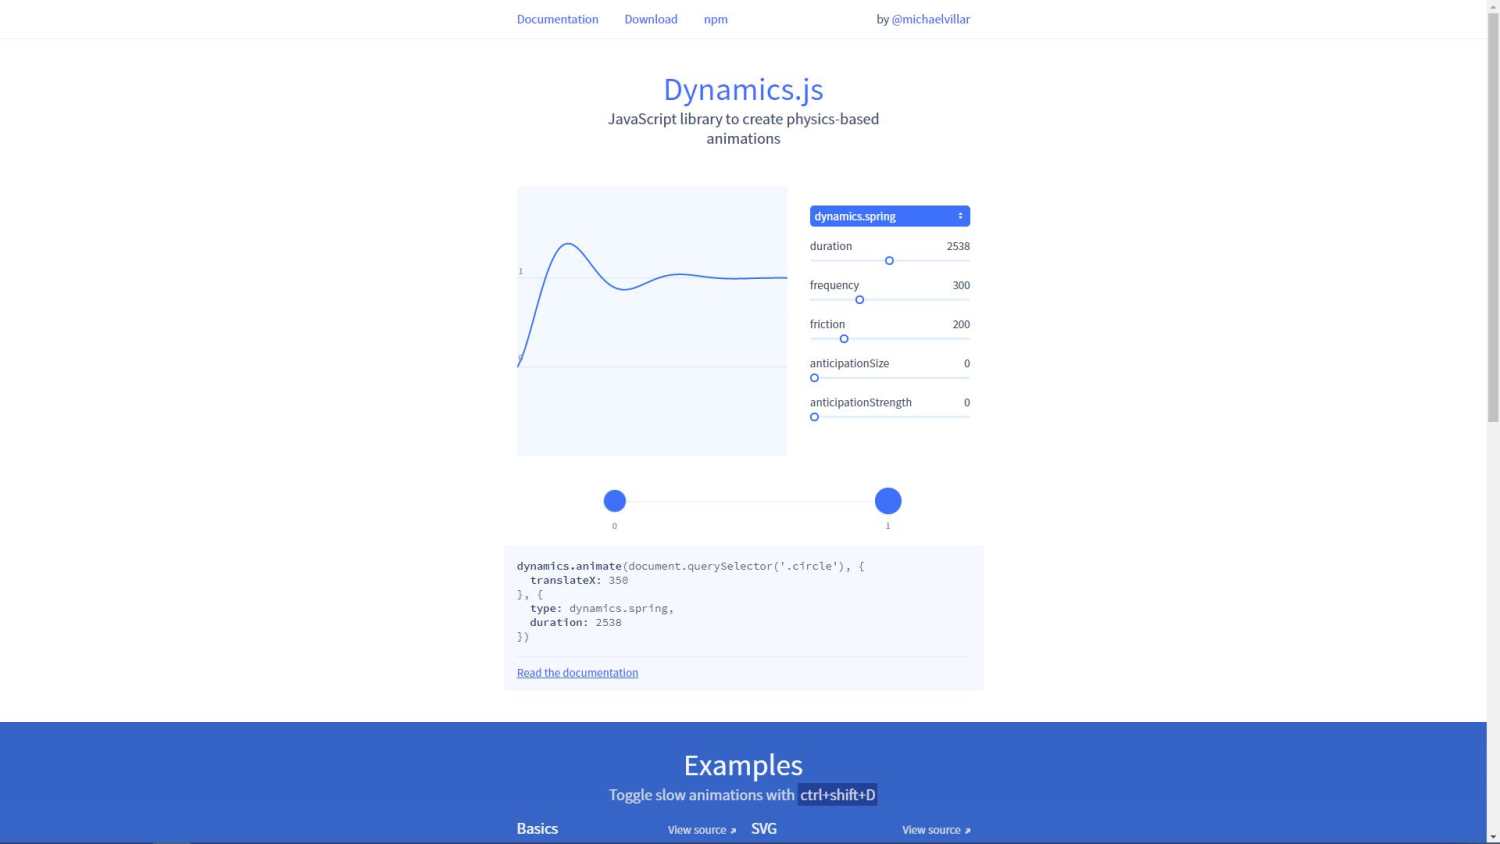 Documentation Download npm by @michaelvillar
Dynamics.js
JavaScript library to create physics-based
animations
1
0
dynamics.spring
duration 2538
frequency 300
friction 200
anticipationSize 0
anticipationStrength 0
0 1
dynamics.animate(document.querySelector('.circle'), {
translateX: 350
}, {
type: dynamics.spring,
duration: 2538
})
Read the documentation
Examples
Toggle slow animations with ctrl+shift+D
Basics View source SVG View source